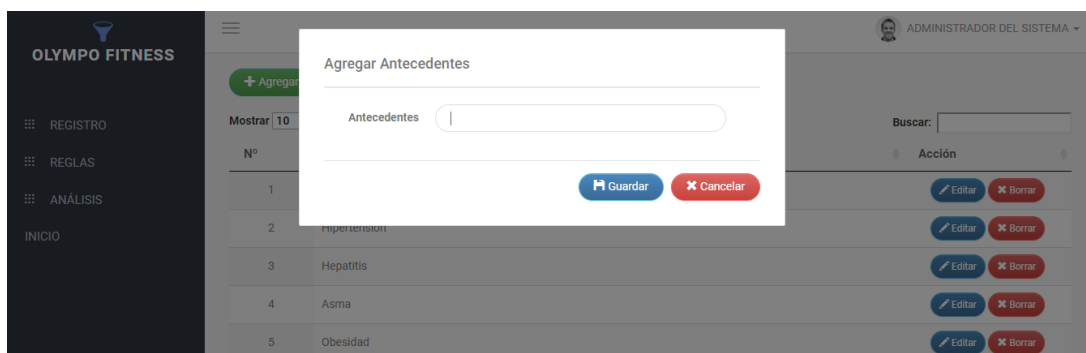 OLYMPO FITNESS
ADMINISTRADOR DEL SISTEMA
Agregar Antecedentes
Agregar
Antecedentes
Mostrar 10
Buscar:
REGISTRO
Nº
Acción
REGLAS
Guardar
Cancelar
1
Editar
Borrar
ANÁLISIS
2
Hipertensión
Editar
Borrar
INICIO
3
Hepatitis
Editar
Borrar
4
Asma
Editar
Borrar
5
Obesidad
Editar
Borrar